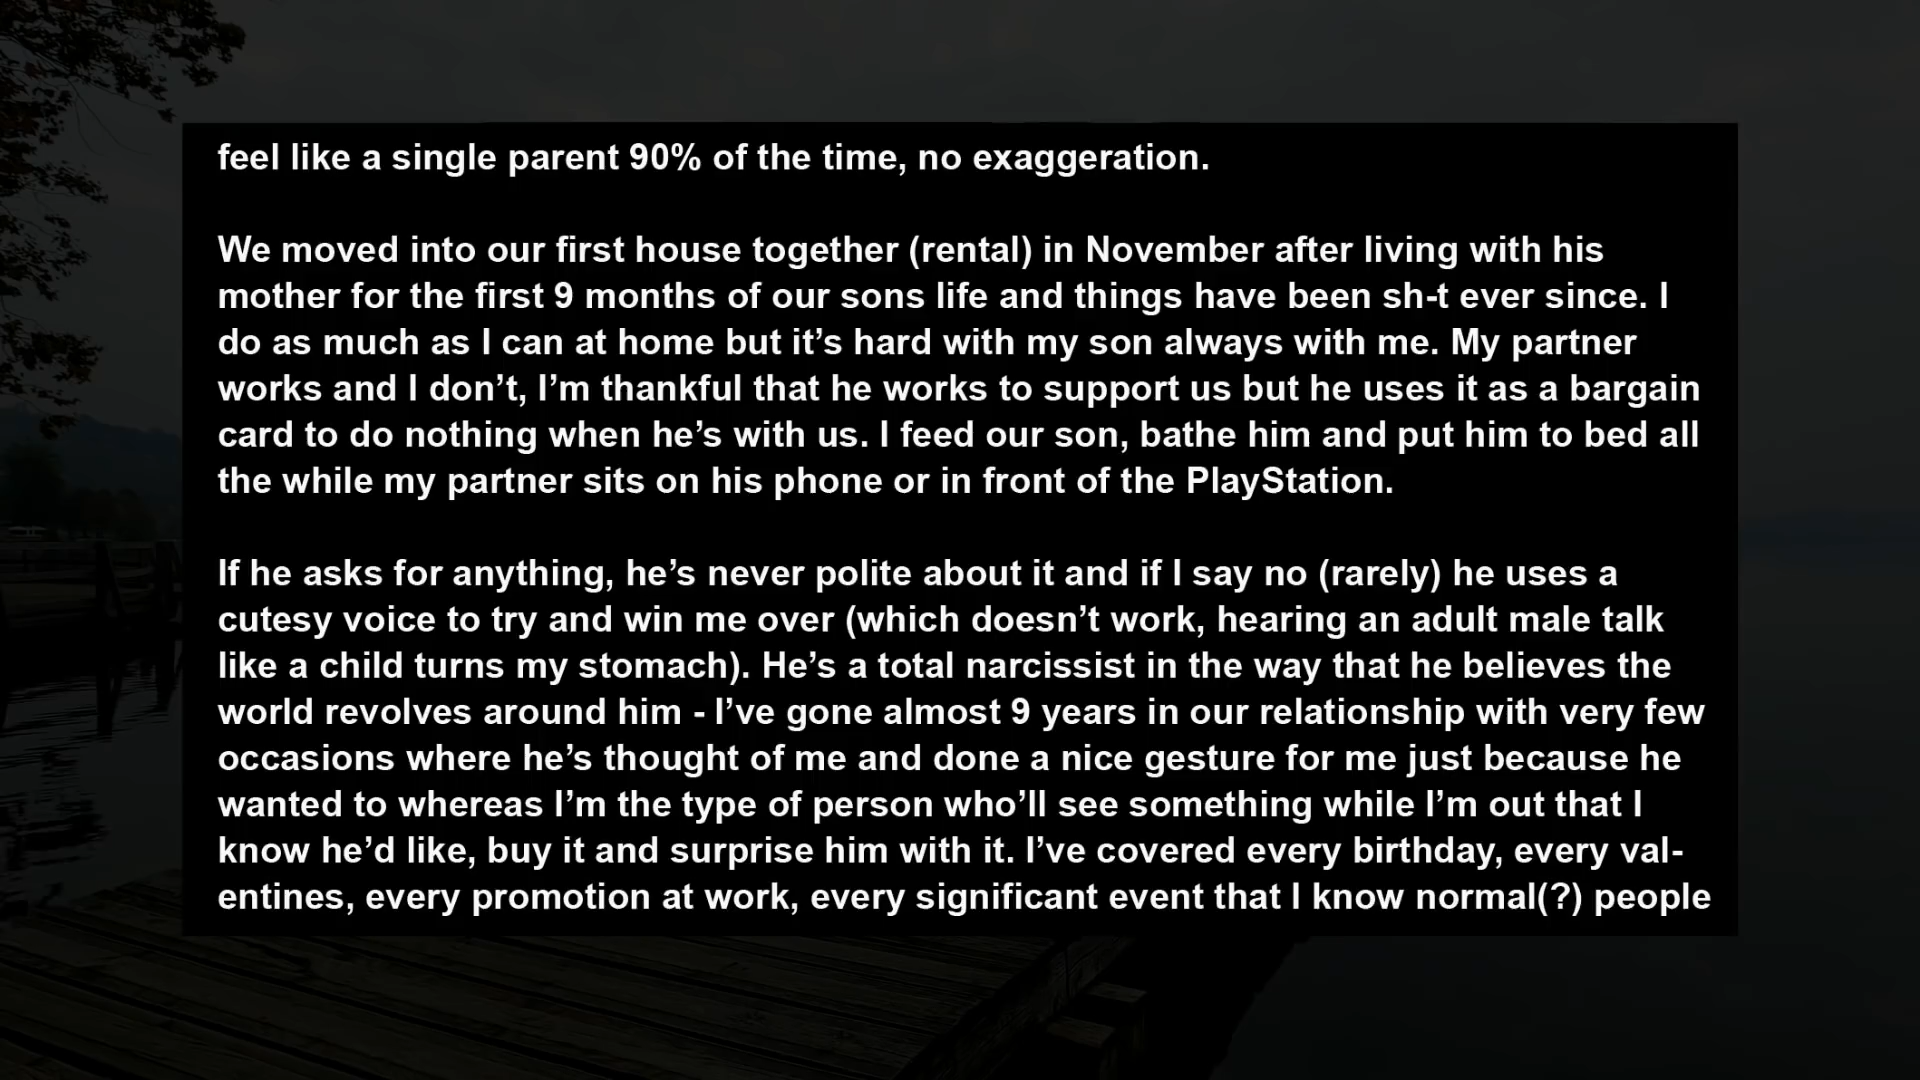 feel like a single parent 90% of the time, no exaggeration.
We moved into our first house together (rental) in November after living with his
mother for the first 9 months of our sons life and things have been sh-t ever since. I
do as much as I can at home but it’s hard with my son always with me. My partner
works and I don’t, I’m thankful that he works to support us but he uses it as a bargain
card to do nothing when he’s with us. I feed our son, bathe him and put him to bed all
the while my partner sits on his phone or in front of the PlayStation.
If he asks for anything, he’s never polite about it and if I say no (rarely) he uses a
cutesy voice to try and win me over (which doesn’t work, hearing an adult male talk
like a child turns my stomach). He’s a total narcissist in the way that he believes the
world revolves around him - I’ve gone almost 9 years in our relationship with very few
occasions where he’s thought of me and done a nice gesture for me just because he
wanted to whereas I’m the type of person who’ll see something while I’m out that I
know he’d like, buy it and surprise him with it. I’ve covered every birthday, every val-
entines, every promotion at work, every significant event that I know normal(?) people